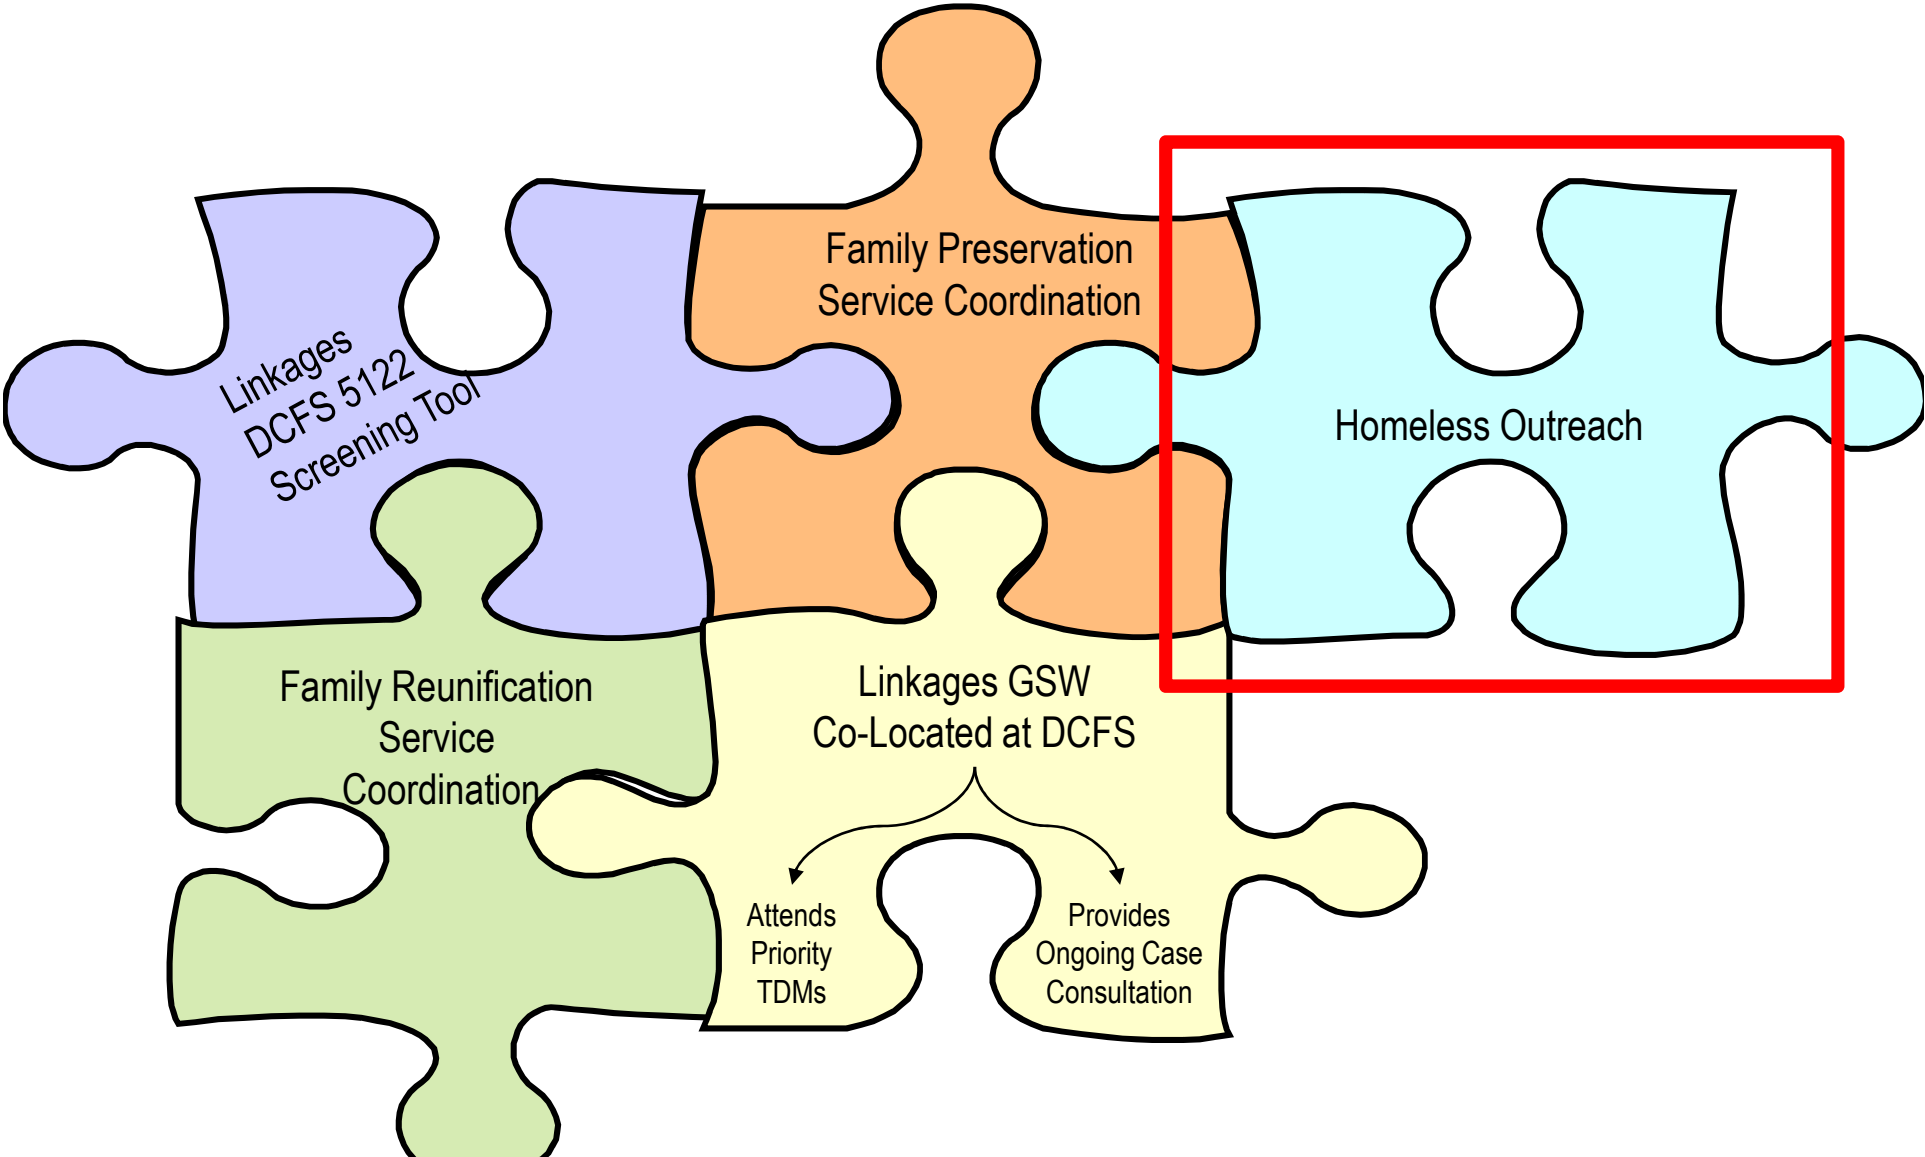 Linkages
DCFS 5122
Screening Tool
Family Preservation
Service Coordination
Homeless Outreach
Family Reunification
Service
Coordination
Linkages GSW
Co-Located at DCFS
Attends
Priority
TDMs
Provides
Ongoing Case
Consultation